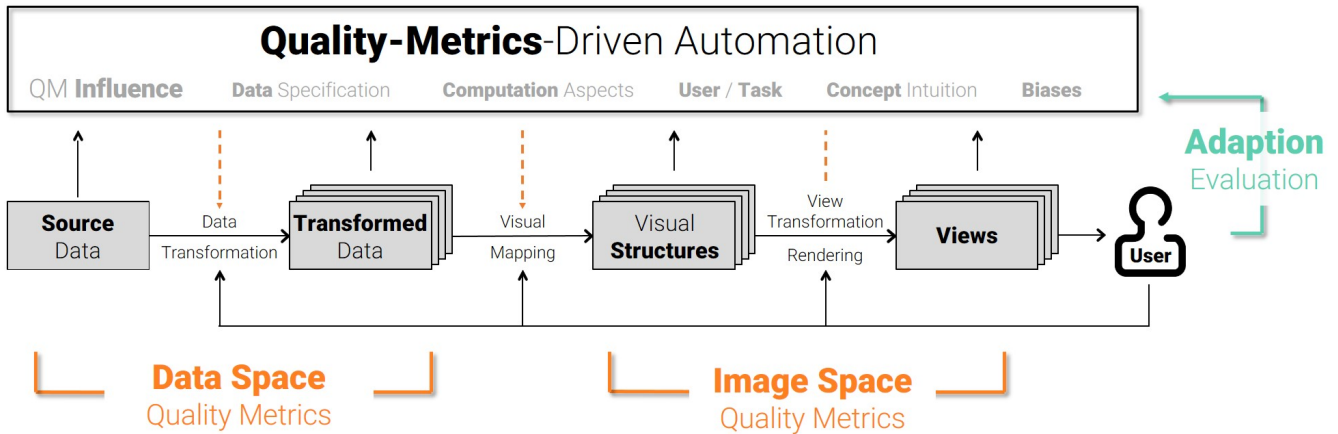 Quality-Metrics-Driven Automation
QM Influence Data Specification Computation Aspects User / Task Concept Intuition Biases
Adaption
Evaluation
Source
Data
Data
Transformation
Transformed
Data
Visual
Mapping
Visual
Structures
View
Transformation
Rendering
Views
User
Data Space
Quality Metrics
Image Space
Quality Metrics